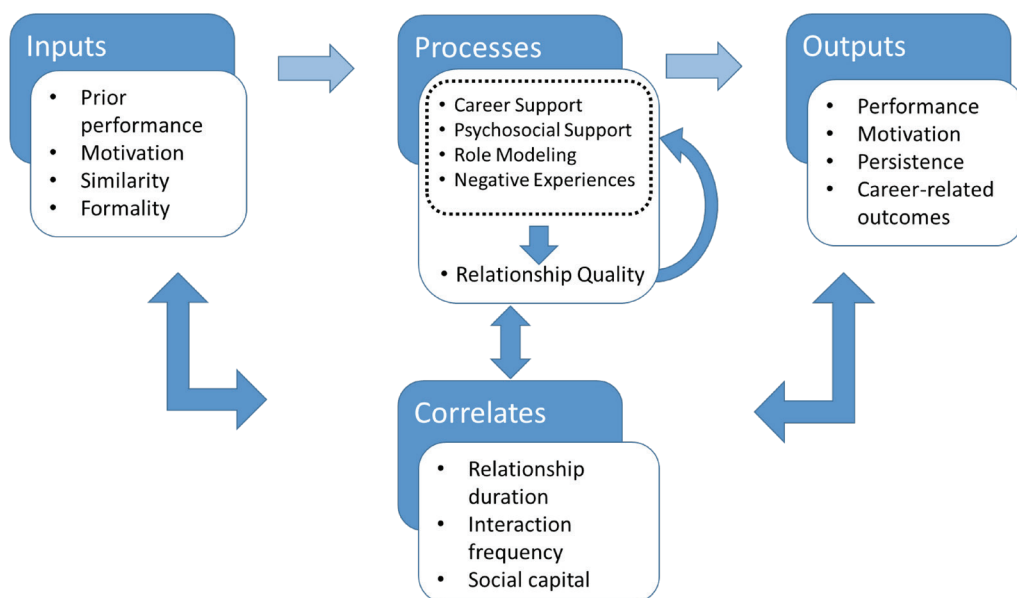 Inputs
• Prior
performance
• Motivation
• Similarity
• Formality
Processes
• Career Support
• Psychosocial Support
• Role Modeling
• Negative Experiences
• Relationship Quality
Outputs
• Performance
• Motivation
• Persistence
• Career-related
outcomes
Correlates
• Relationship
duration
• Interaction
frequency
• Social capital